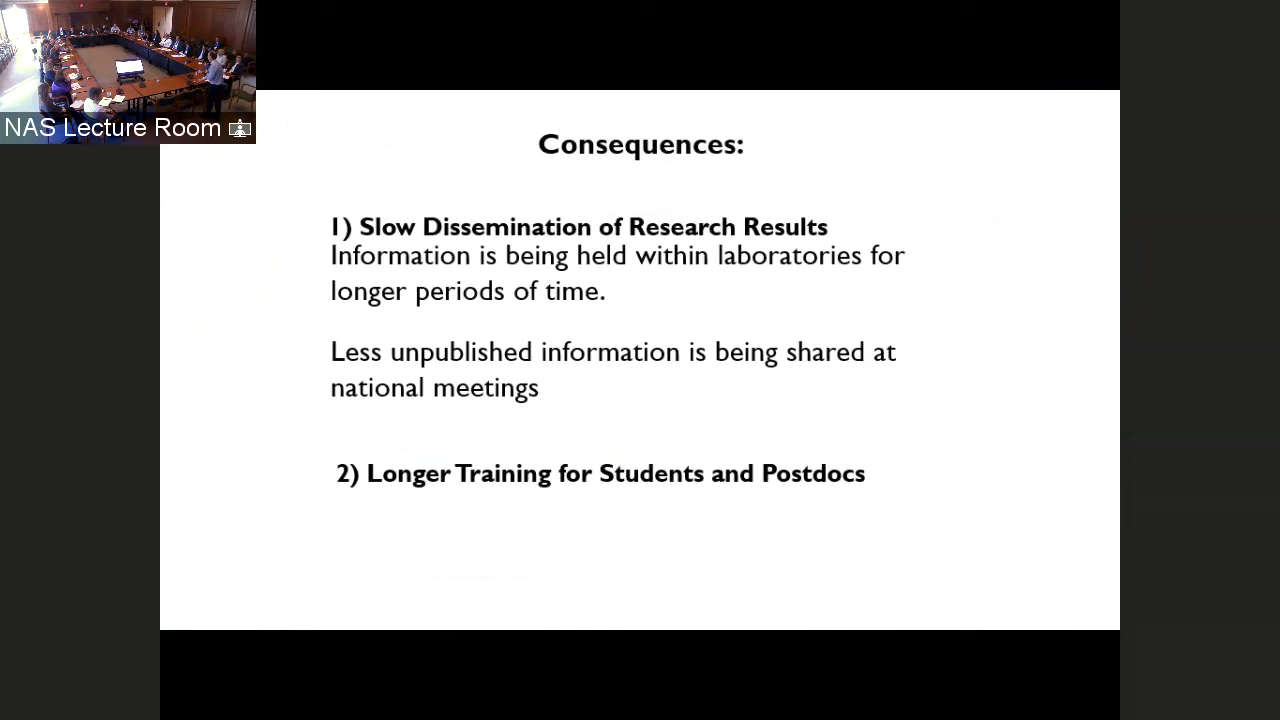 NAS Lecture Room
Consequences:
1) Slow Dissemination of Research Results
Information is being held within laboratories for
longer periods of time.
Less unpublished information is being shared at
national meetings
2) Longer Training for Students and Postdocs